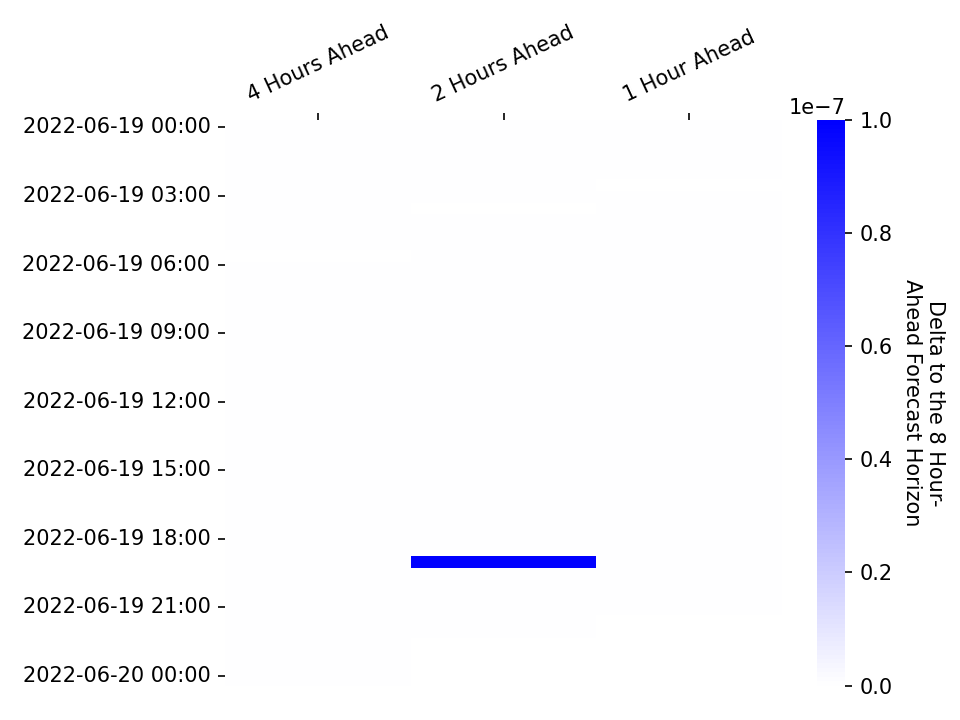 4 Hours Ahead
2 Hours Ahead
1 Hour Ahead
1e−7
2022-06-19 00:00
2022-06-19 03:00
2022-06-19 06:00
2022-06-19 09:00
2022-06-19 12:00
2022-06-19 15:00
2022-06-19 18:00
2022-06-19 21:00
2022-06-20 00:00
1.0
0.8
0.6
0.4
0.2
0.0
Delta to the 8 Hour-
Ahead Forecast Horizon